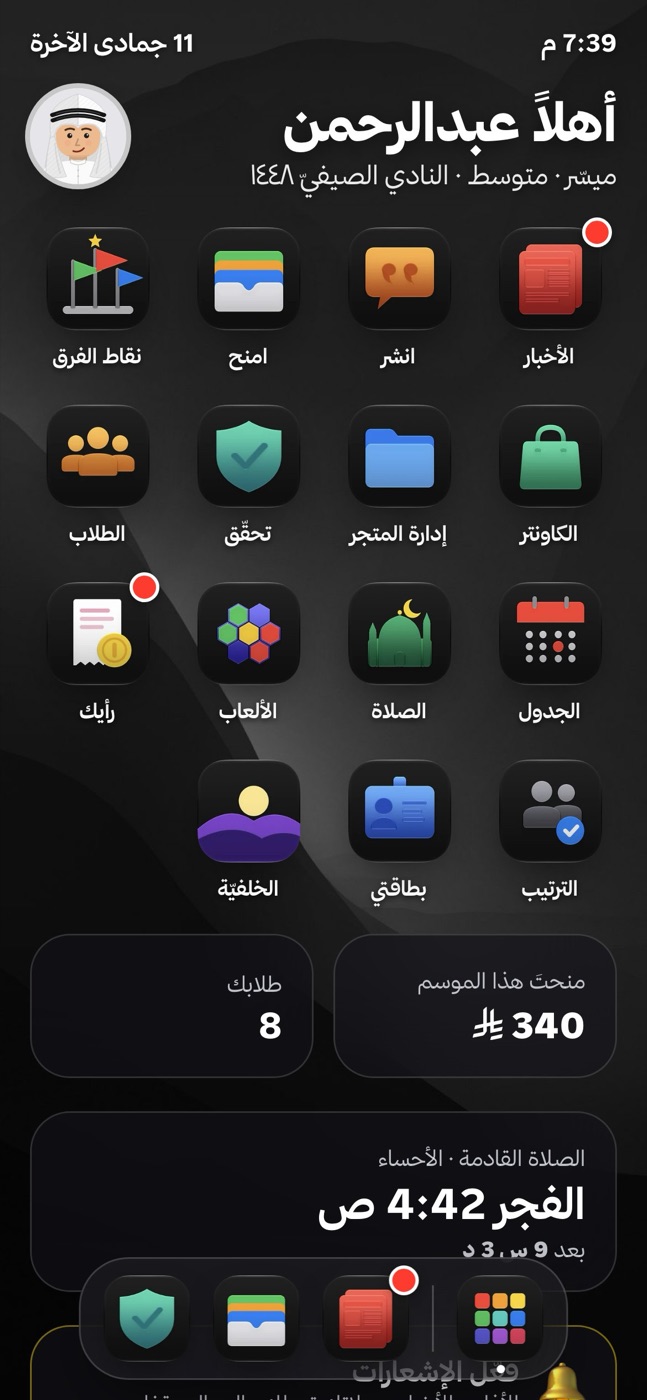 7:39 م
11 جمادى الآخرة
أهلاً عبدالرحمن
ميسّر · متوسط · النادي الصيفيّ ١٤٤٨
الأخبار
انشر
امنح
نقاط الفرق
الكاونتر
إدارة المتجر
تحقّق
الطلاب
الجدول
الصلاة
الألعاب
رأيك
الترتيب
بطاقتي
الخلفيّة
منحتَ هذا الموسم
340
طلابك
8
الصلاة القادمة · الأحساء
الفجر 4:42 ص
بعد 9 س 3 د
فعّل الإشعارات